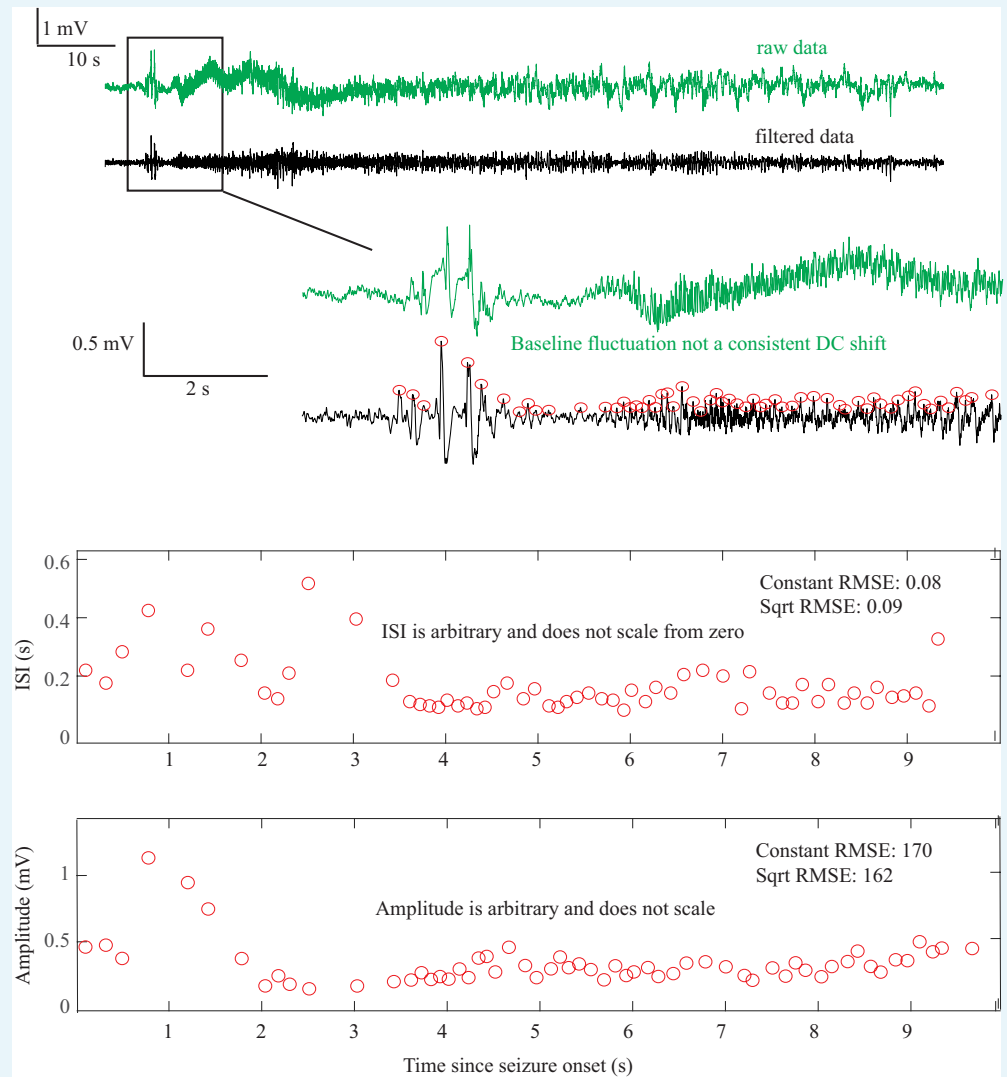 1 mV
10 s
raw data
filtered data
Baseline fluctuation not a consistent DC shift
0.5 mV
2 s
0.6
0.4
0.2
0
ISI (s)
Constant RMSE: 0.08
Sqrt RMSE: 0.09
ISI is arbitrary and does not scale from zero
1 2 3 4 5 6 7 8 9
1
0.5
0
Amplitude (mV)
Constant RMSE: 170
Sqrt RMSE: 162
Amplitude is arbitrary and does not scale
1 2 3 4 5 6 7 8 9
Time since seizure onset (s)